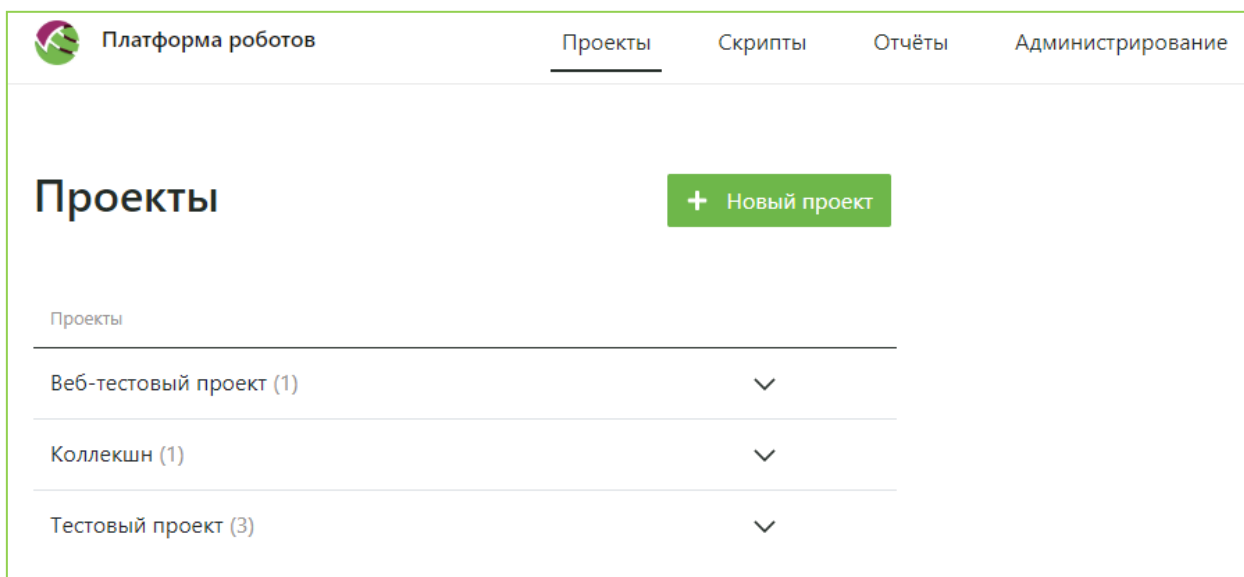 Платформа роботов Проекты Скрипты Отчёты Администрирование
Проекты + Новый проект
Проекты
Веб-тестовый проект (1)
Коллекшн (1)
Тестовый проект (3)